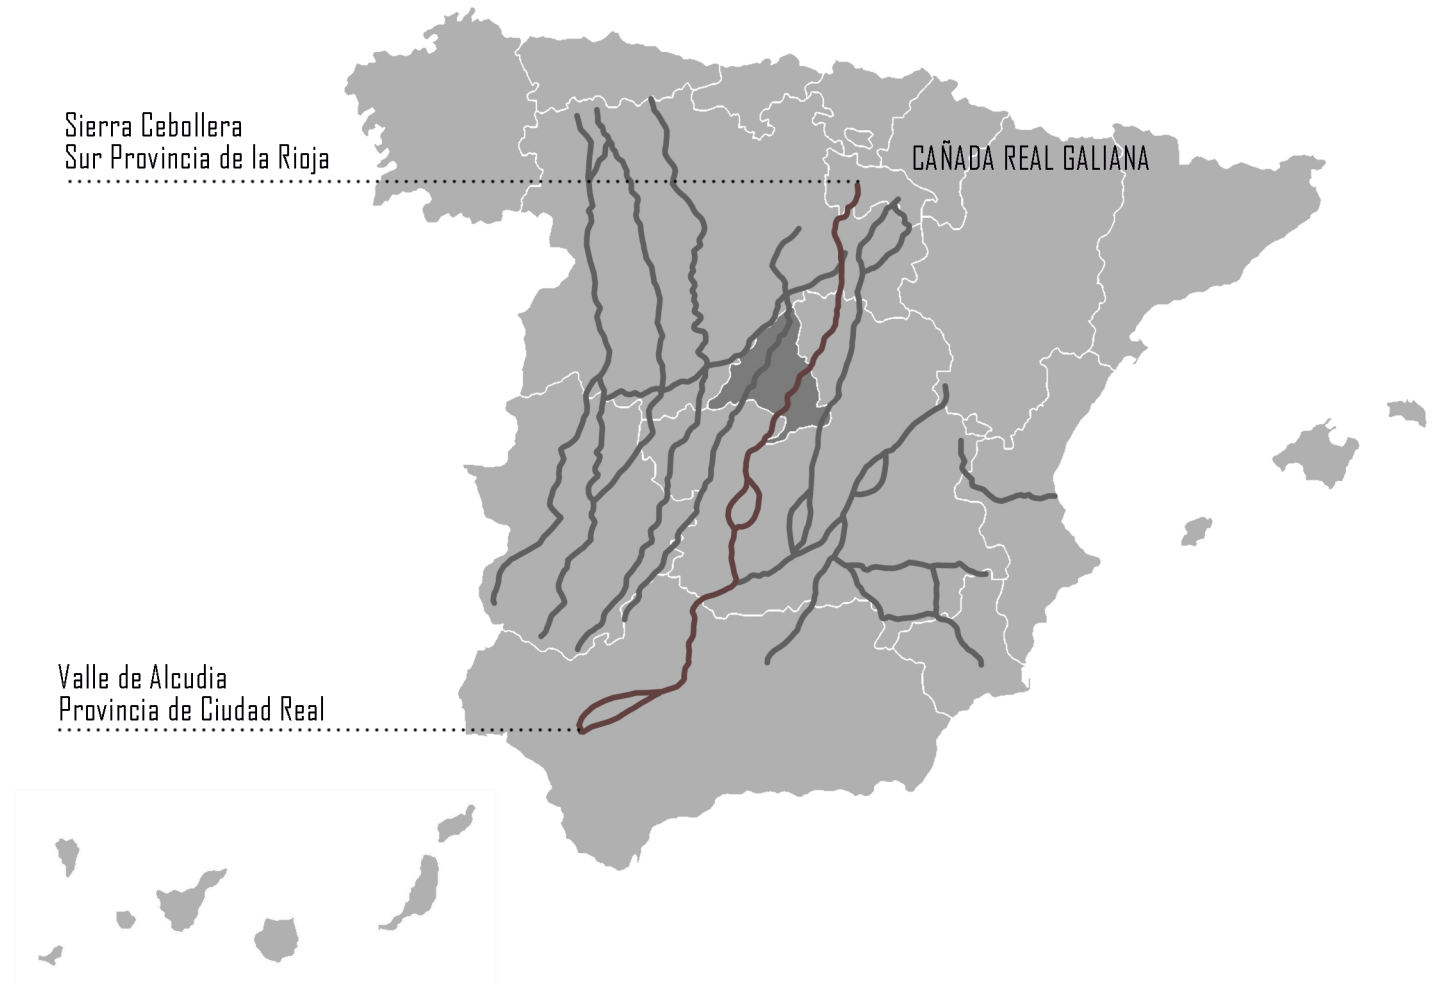 Sierra Cebollera
Sur Provincia de la Rioja
CAÑADA REAL GALIANA
Valle de Alcudia
Provincia de Ciudad Real